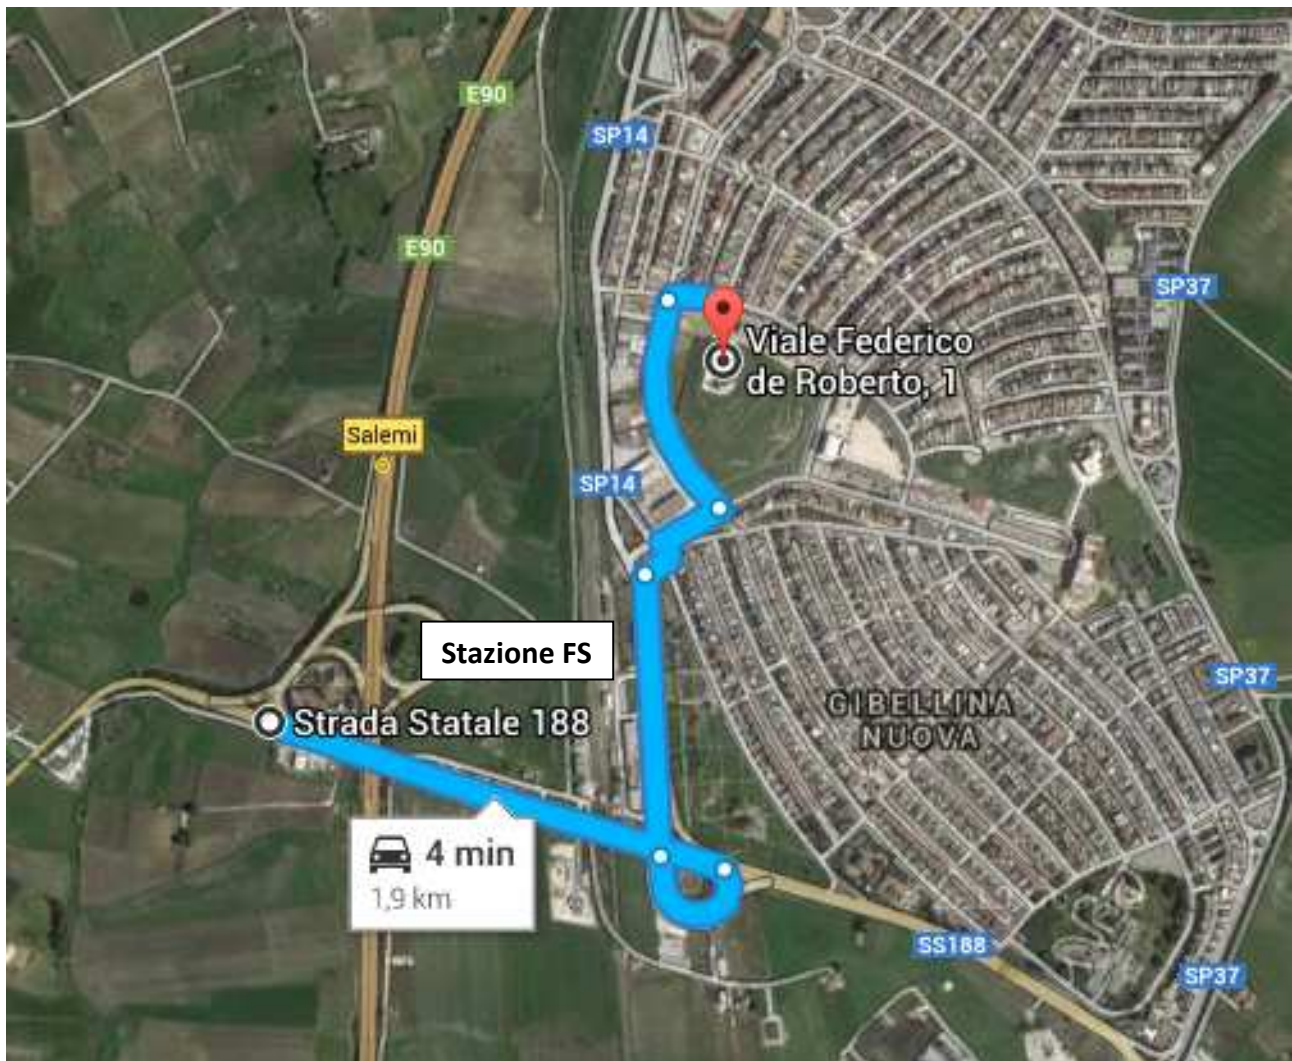 E90
SP14
E90
SP37
Viale Federico
de Roberto, 1
Salemi
SP14
Stazione FS
SP37
GIBELLINA
NUOVA
Strada Statale 188
4 min
1,9 km
SS188
SP37